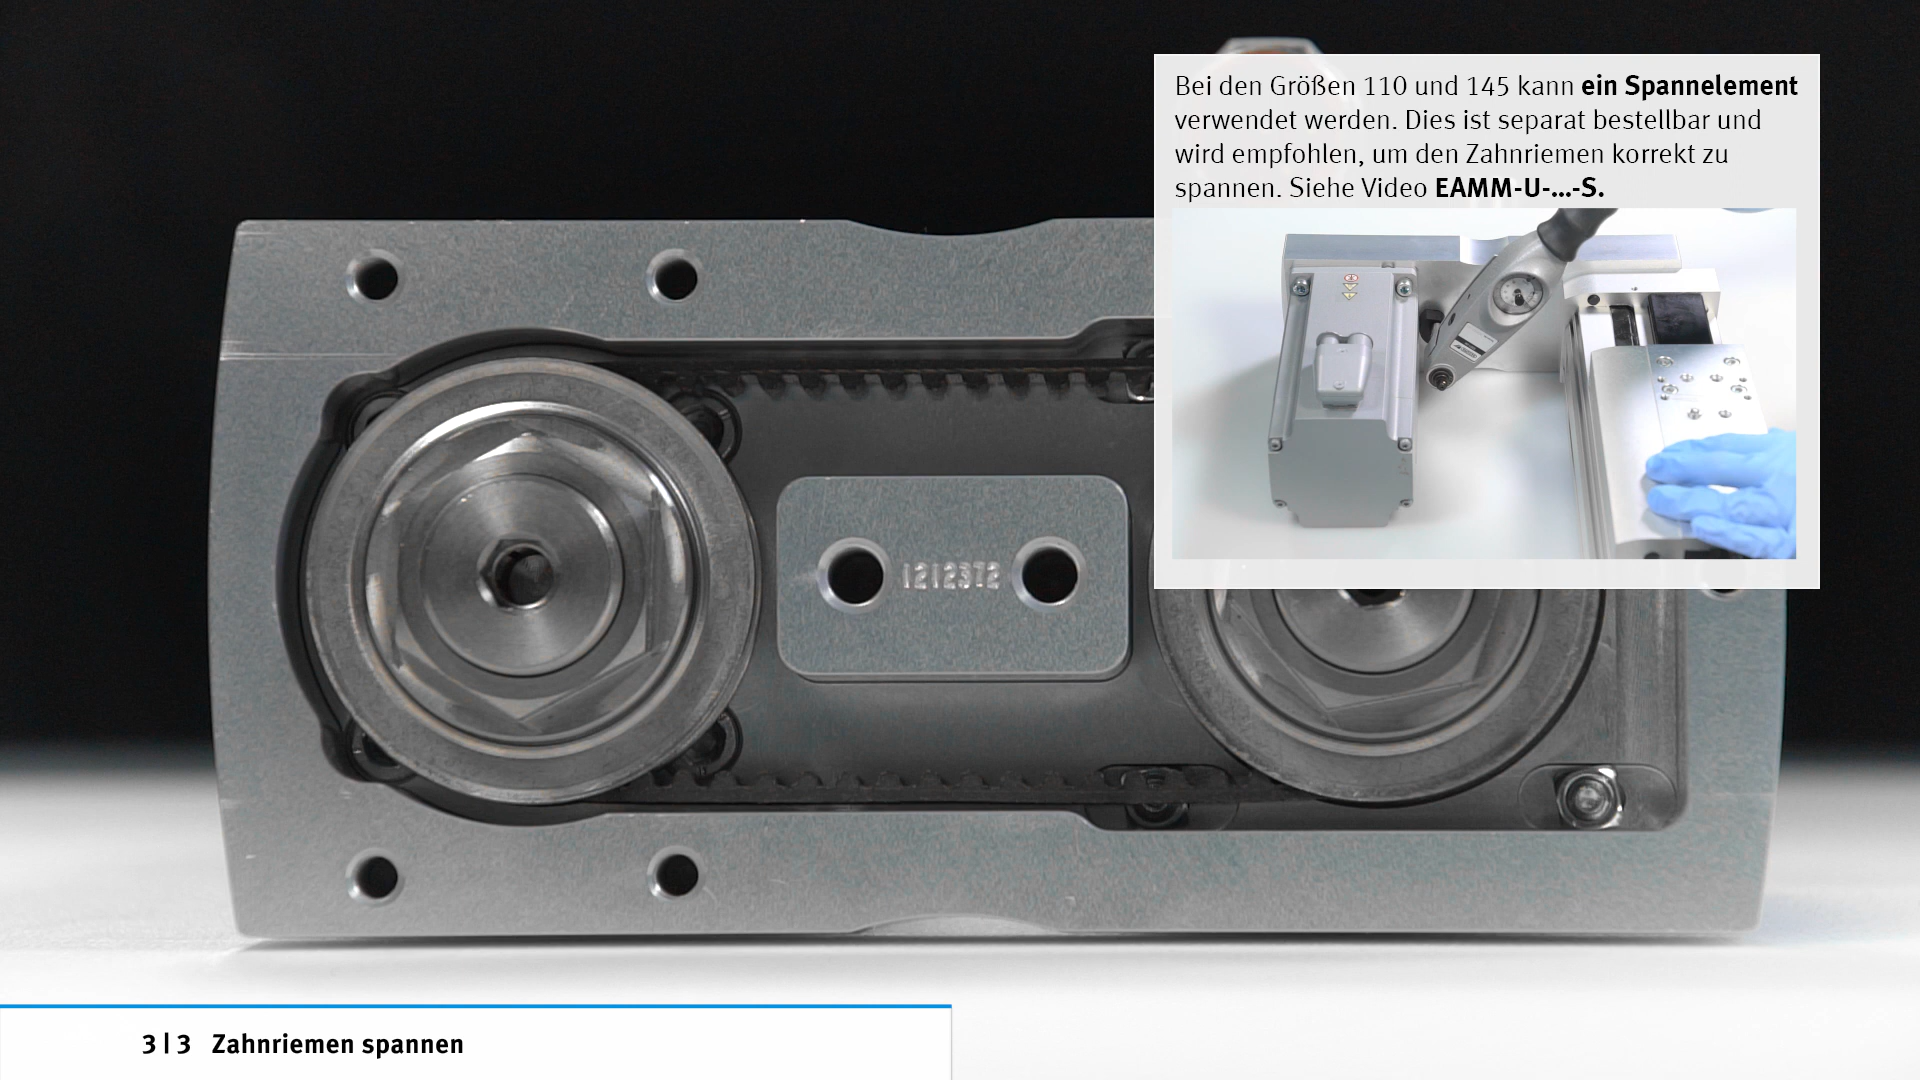 Bei den Größen 110 und 145 kann ein Spannelement
verwendet werden. Dies ist separat bestellbar und
wird empfohlen, um den Zahnriemen korrekt zu
spannen. Siehe Video EAMM-U-...-S.
1212372
3 | 3 Zahnriemen spannen